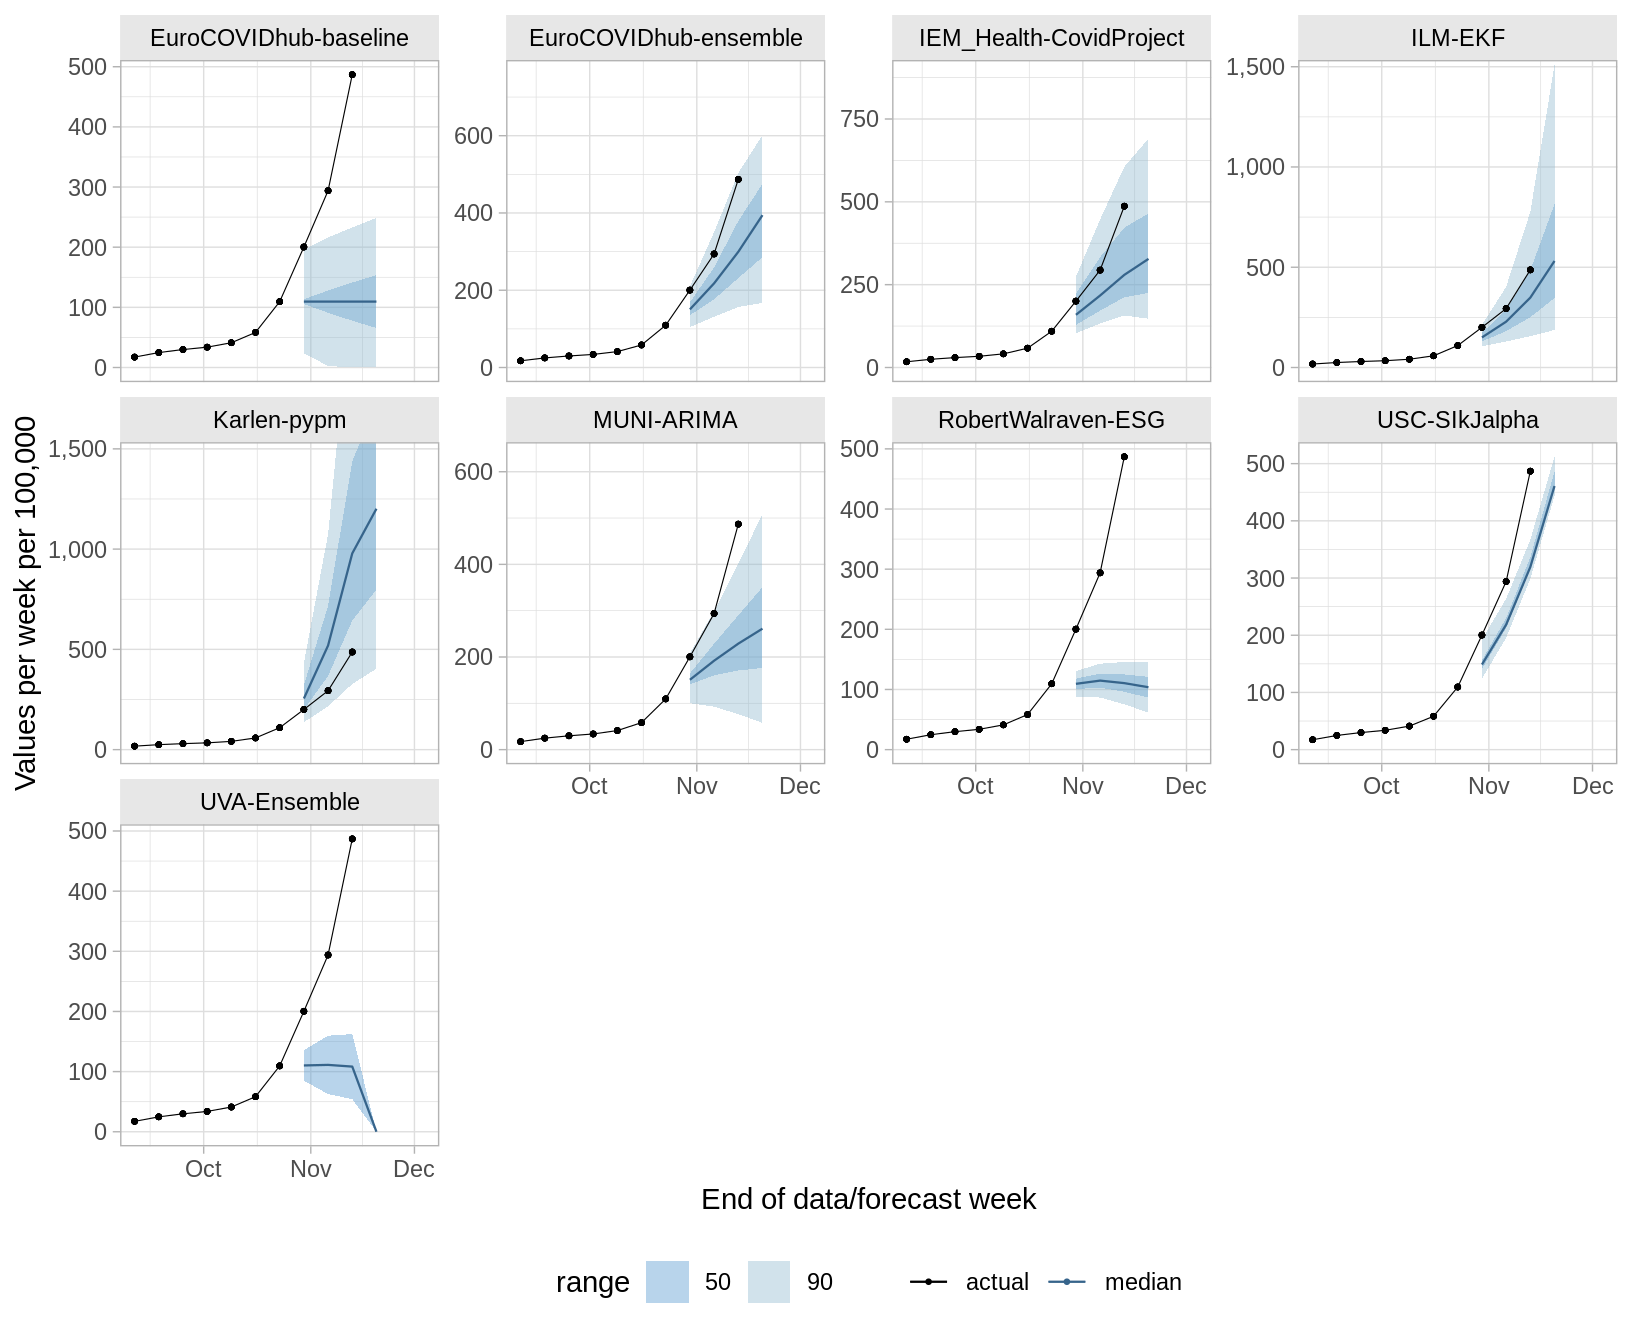 EuroCOVIDhub-baseline
EuroCOVIDhub-ensemble
IEM_Health-CovidProject
ILM-EKF
500
400
300
200
100
0
600
400
200
0
750
500
250
0
1,500
1,000
500
0
Values per week per 100,000
Karlen-pypm
MUNI-ARIMA
RobertWalraven-ESG
USC-SIkJalpha
1,500
1,000
500
0
600
400
200
0
500
400
300
200
100
0
500
400
300
200
100
0
Oct Nov Dec
Oct Nov Dec
Oct Nov Dec
UVA-Ensemble
500
400
300
200
100
0
Oct Nov Dec
End of data/forecast week
range 50 90 actual median